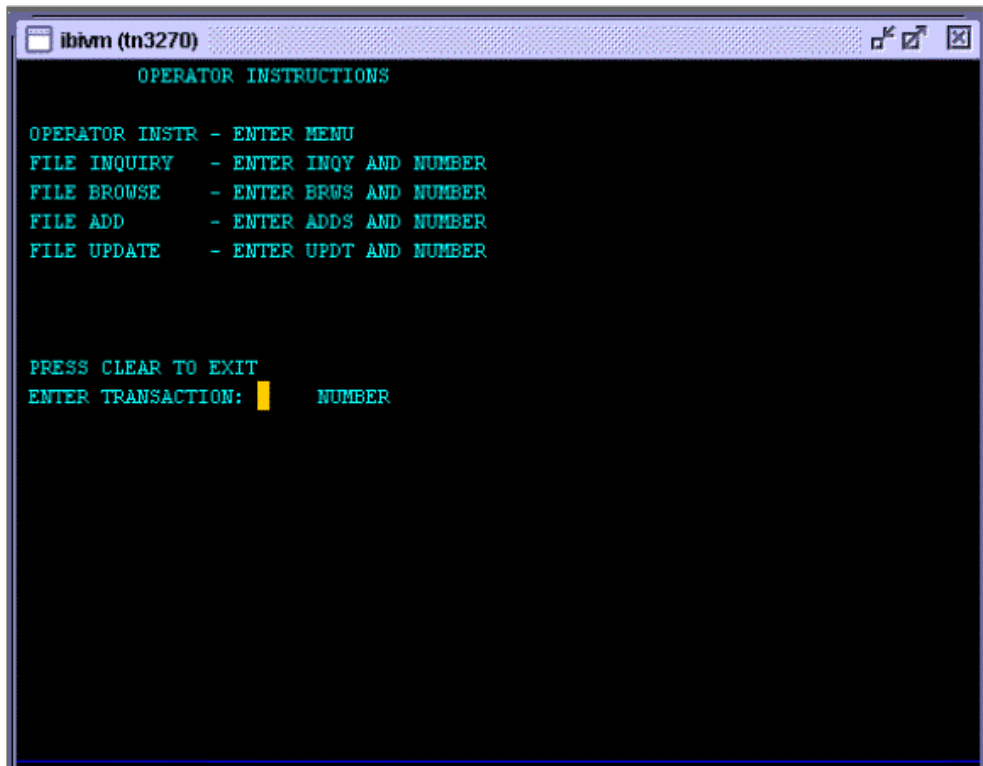 ibivm (tn3270)
OPERATOR INSTRUCTIONS
OPERATOR INSTR - ENTER MENU
FILE INQUIRY - ENTER INQY AND NUMBER
FILE BROWSE - ENTER BRWS AND NUMBER
FILE ADD - ENTER ADDS AND NUMBER
FILE UPDATE - ENTER UPDT AND NUMBER
PRESS CLEAR TO EXIT
ENTER TRANSACTION: NUMBER